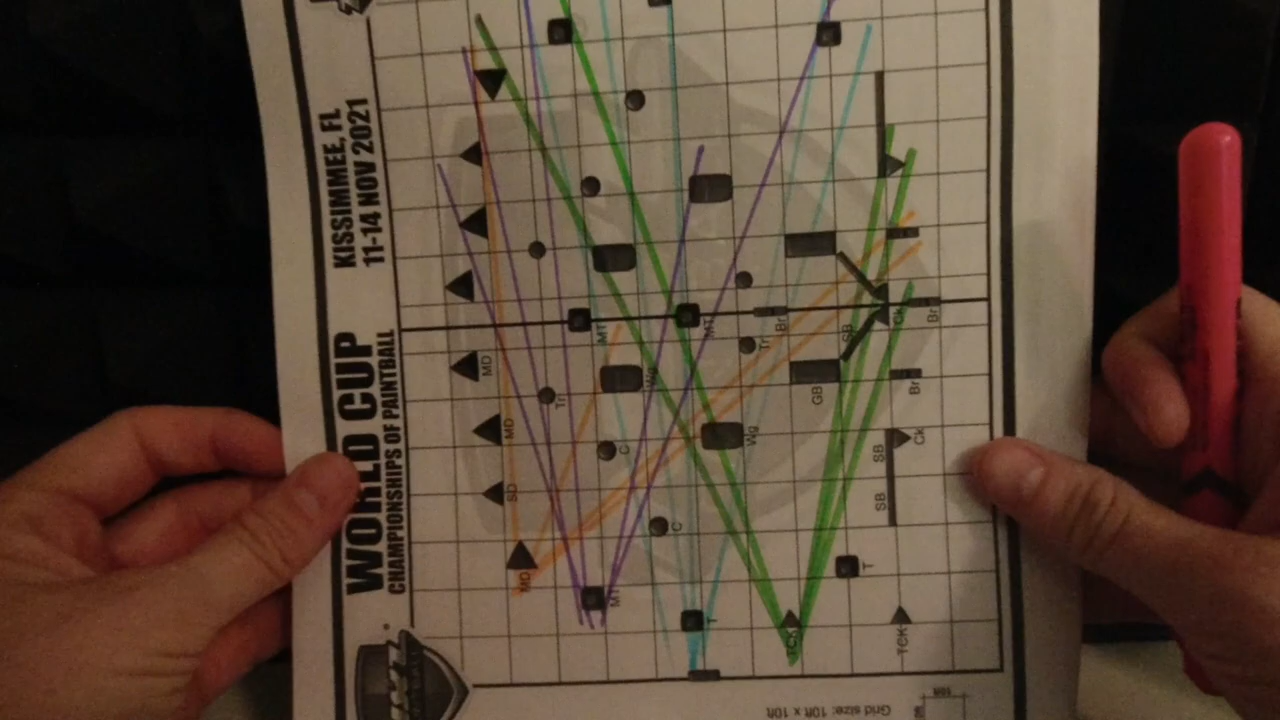 WORLD CUP
CHAMPIONSHIPS OF PAINTBALL
KISSIMMEE, FL
11-14 NOV 2021
MD
MD
SD
MD
MT
MT
MT
Tr
Tr
Wg
Wg
C
C
T
T
TCK
TCK
Br
Br
Br
SB
SB
SB
GB
Ck
Ck
Grid size: 10ft x 10ft
10ft